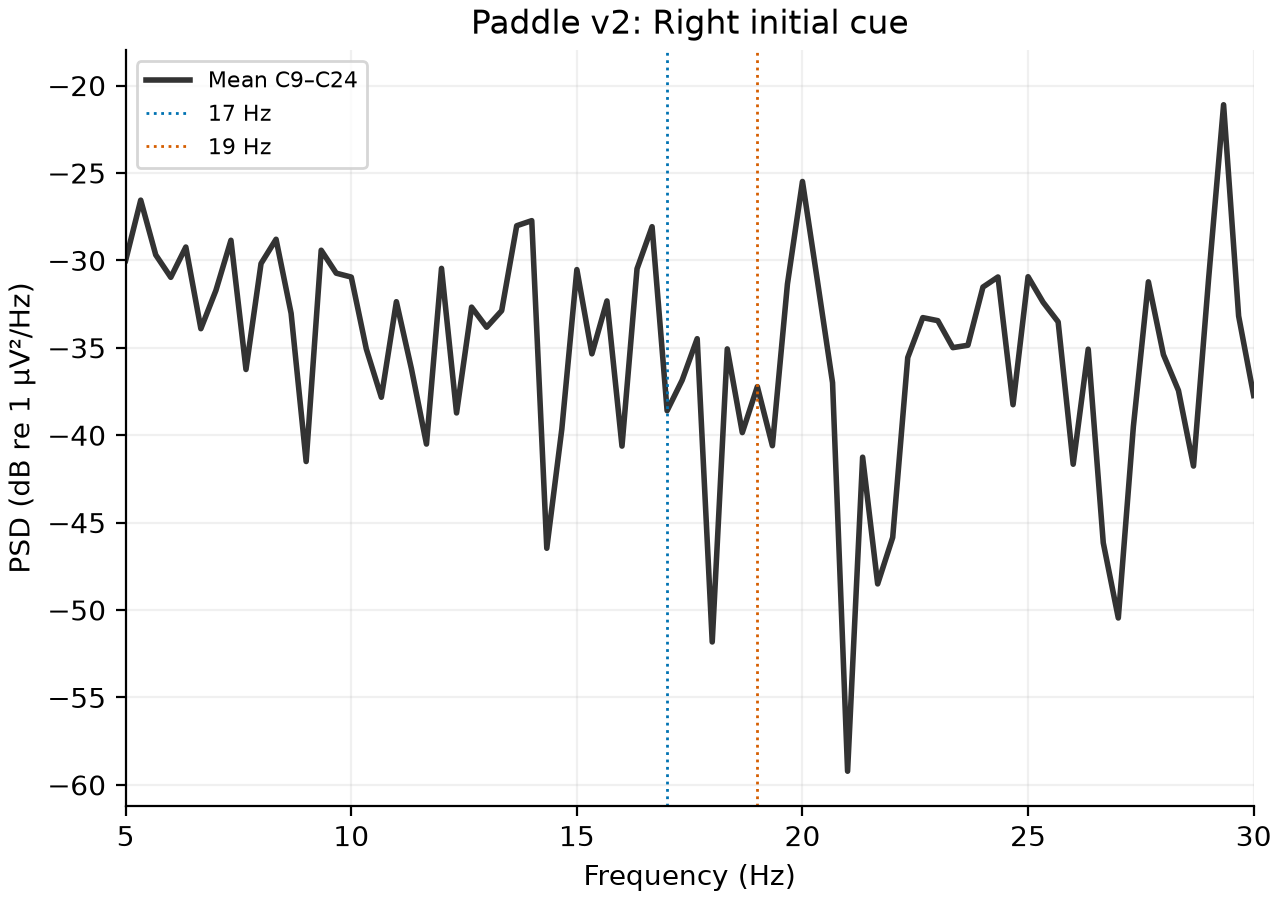 Paddle v2: Right initial cue
Mean C9–C24
17 Hz
19 Hz
PSD (dB re 1 μV²/Hz)
−20
−25
−30
−35
−40
−45
−50
−55
−60
5 10 15 20 25 30
Frequency (Hz)